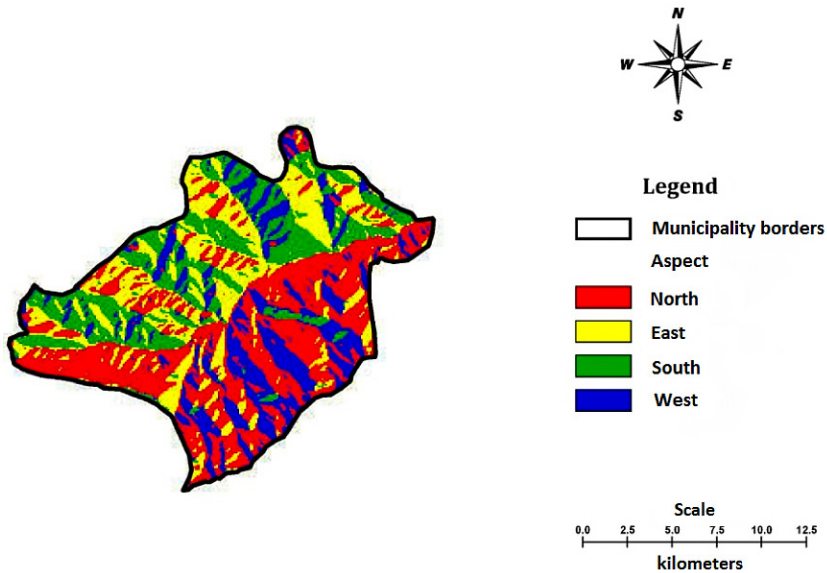 N
W E
S
Legend
Municipality borders
Aspect
North
East
South
West
Scale
0.0 2.5 5.0 7.5 10.0 12.5
kilometers